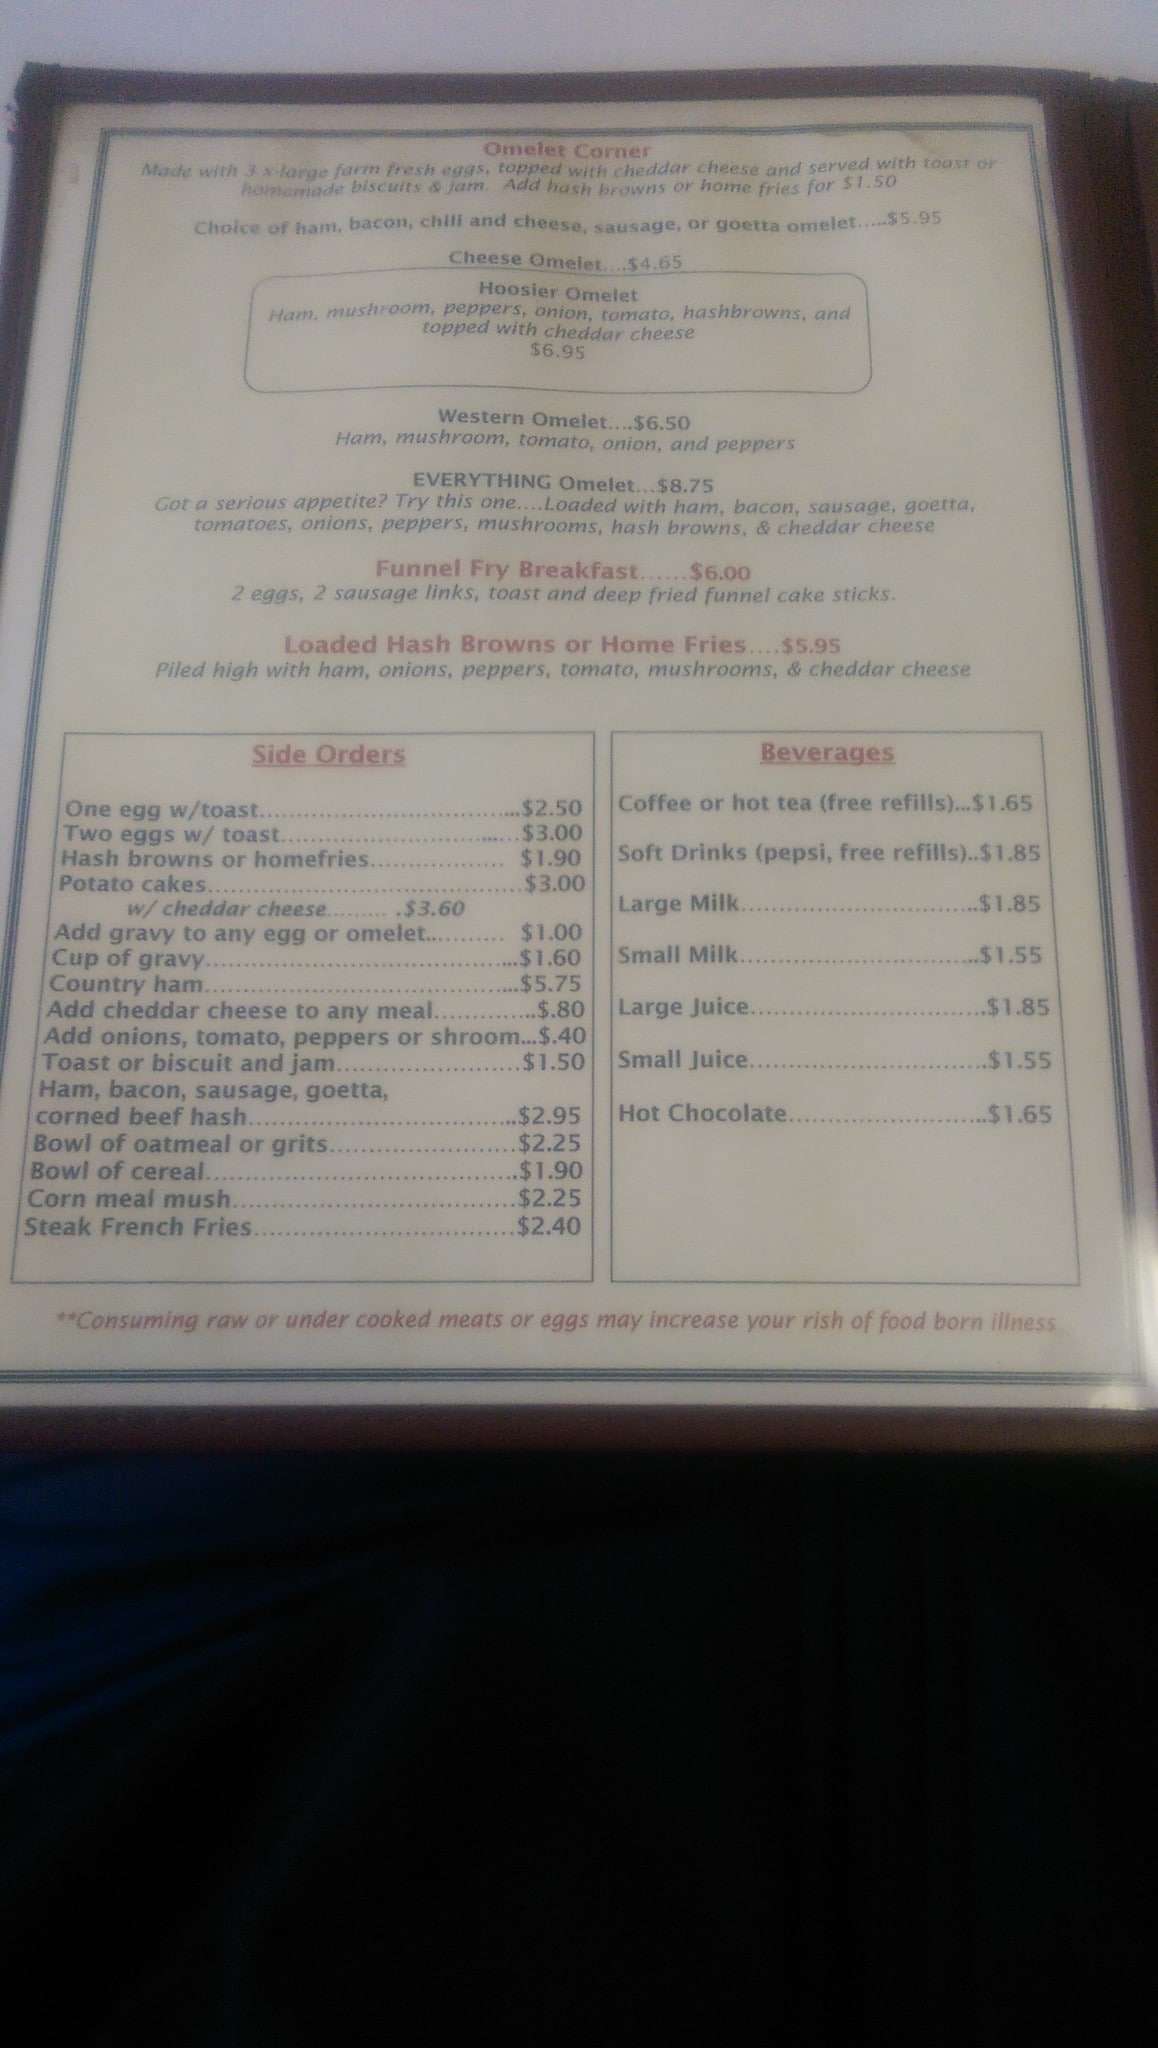 Omelet Corner
Made with 3 x-large farm fresh eggs, topped with cheddar cheese and served with toast or
homemade biscuits & jam. Add hash browns or home fries for $1.50
Choice of ham, bacon, chili and cheese, sausage, or goetta omelet.....$5.95
Cheese Omelet....$4.65
Hoosier Omelet
Ham, mushroom, peppers, onion, tomato, hashbrowns, and
topped with cheddar cheese
$6.95
Western Omelet....$6.50
Ham, mushroom, tomato, onion, and peppers
EVERYTHING Omelet...$8.75
Got a serious appetite? Try this one....Loaded with ham, bacon, sausage, goetta,
tomatoes, onions, peppers, mushrooms, hash browns, & cheddar cheese
Funnel Fry Breakfast......$6.00
2 eggs, 2 sausage links, toast and deep fried funnel cake sticks.
Loaded Hash Browns or Home Fries....$5.95
Piled high with ham, onions, peppers, tomato, mushrooms, & cheddar cheese
Side Orders
One egg w/toast.................................$2.50
Two eggs w/ toast..............................$3.00
Hash browns or homefries................. $1.90
Potato cakes........................................$3.00
w/ cheddar cheese......... .$3.60
Add gravy to any egg or omelet........... $1.00
Cup of gravy........................................$1.60
Country ham........................................$5.75
Add cheddar cheese to any meal.............$.80
Add onions, tomato, peppers or shroom...$.40
Toast or biscuit and jam.......................$1.50
Ham, bacon, sausage, goetta,
corned beef hash..................................$2.95
Bowl of oatmeal or grits.......................$2.25
Bowl of cereal.......................................$1.90
Corn meal mush...................................$2.25
Steak French Fries................................$2.40
Beverages
Coffee or hot tea (free refills)...$1.65
Soft Drinks (pepsi, free refills)..$1.85
Large Milk..............................$1.85
Small Milk..............................$1.55
Large Juice..............................$1.85
Small Juice..............................$1.55
Hot Chocolate.........................$1.65
**Consuming raw or under cooked meats or eggs may increase your rish of food born illness